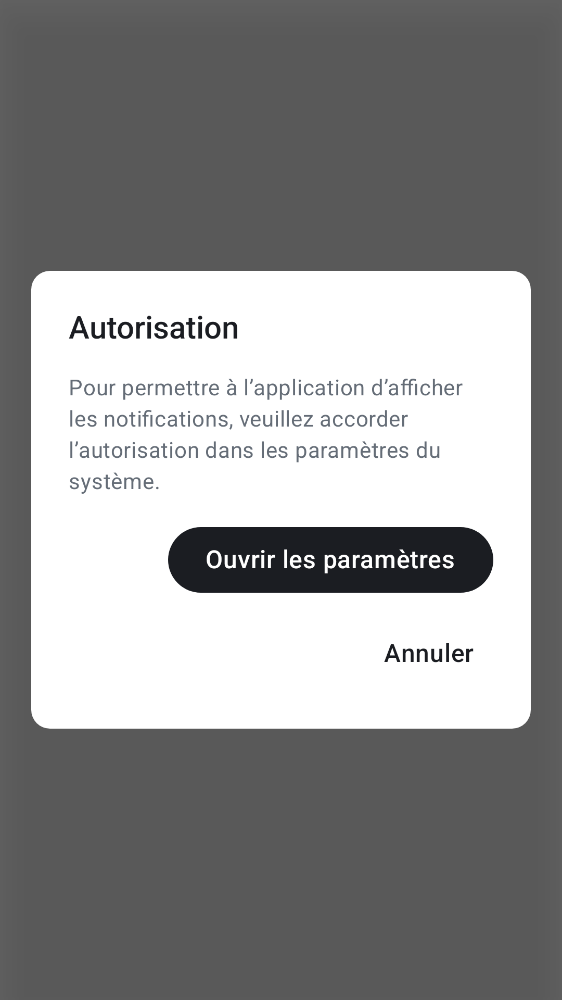 Autorisation
Pour permettre à l’application d’afficher
les notifications, veuillez accorder
l’autorisation dans les paramètres du
système.
Ouvrir les paramètres
Annuler